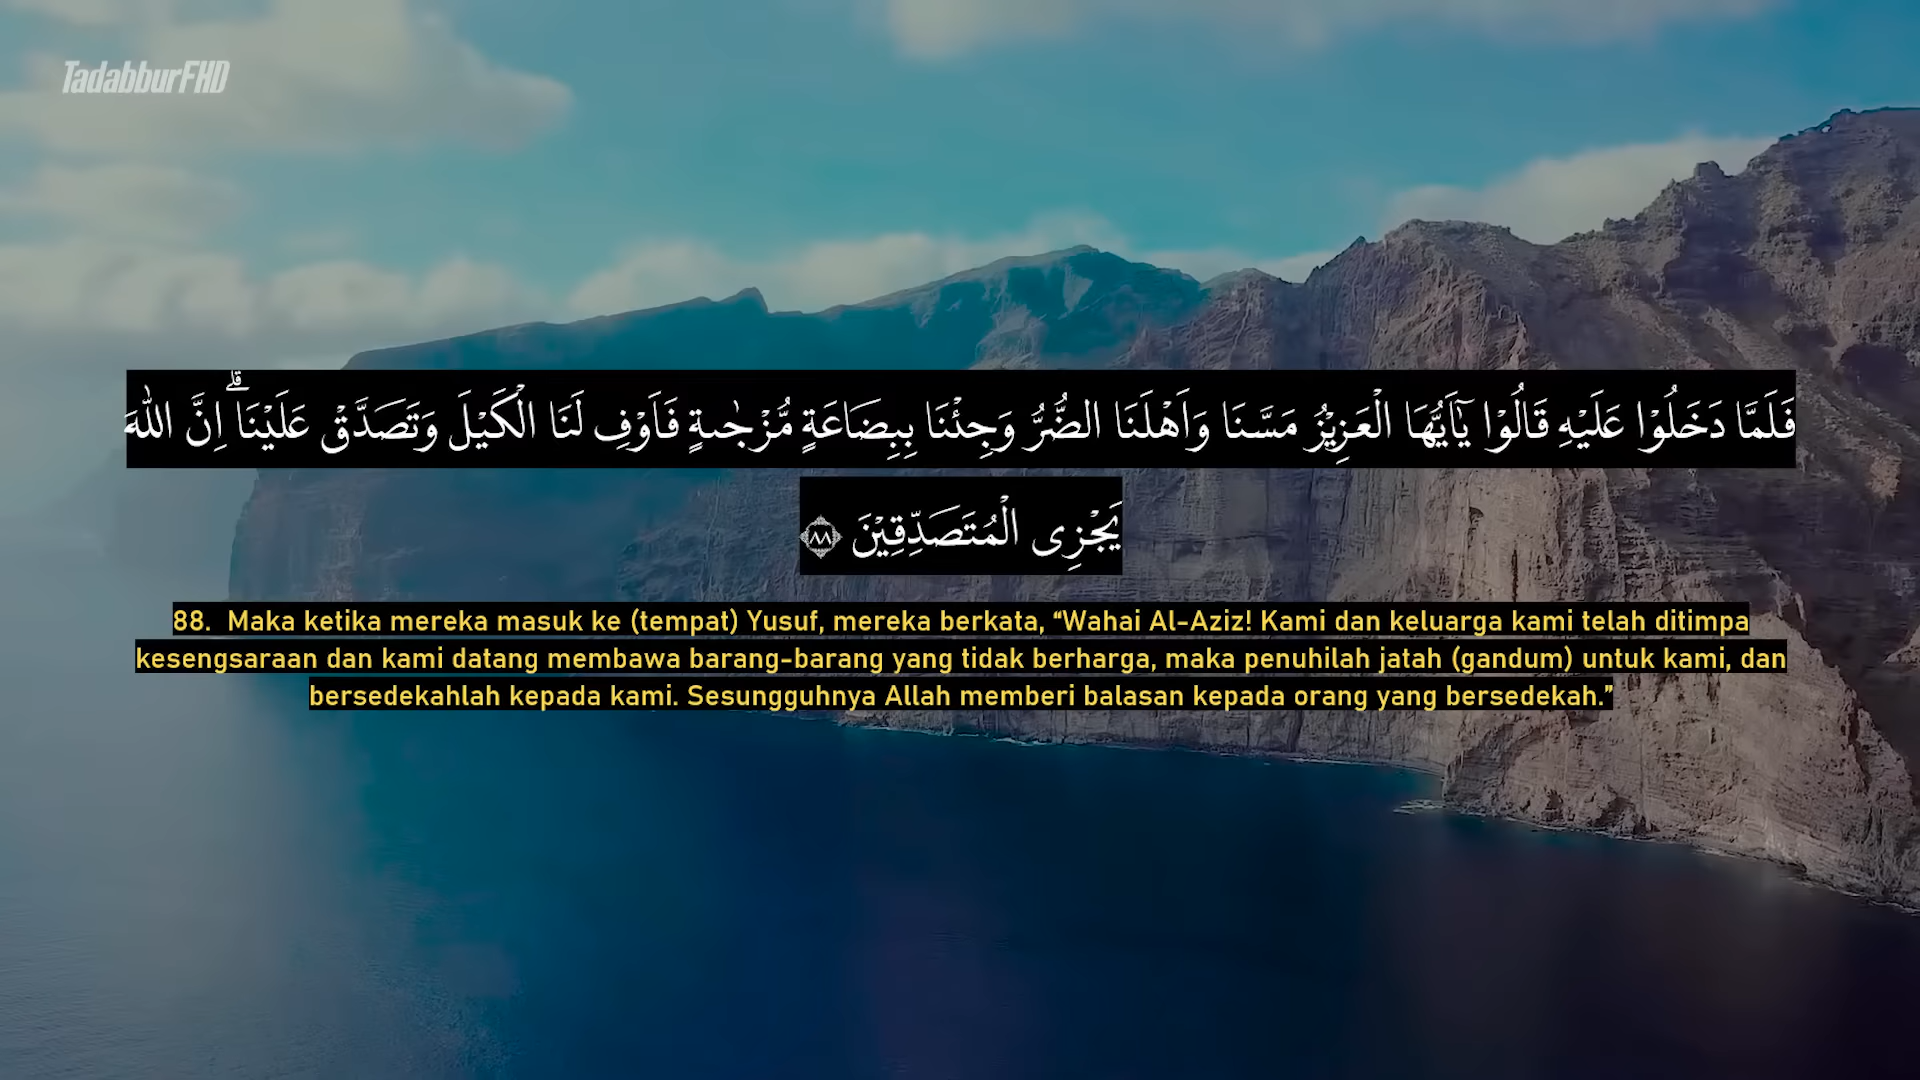 TadabburFHD
فَلَمَّا دَخَلُوْا عَلَيْهِ قَالُوْا يٰٓاَيُّهَا الْعَزِيْزُ مَسَّنَا وَاَهْلَنَا الضُّرُّ وَجِئْنَا بِبِضَاعَةٍ مُّزْجٰىةٍ فَاَوْفِ لَنَا الْكَيْلَ وَتَصَدَّقْ عَلَيْنَاۗ اِنَّ اللّٰهَ
يَجْزِى الْمُتَصَدِّقِيْنَ ۝٨٨
88. Maka ketika mereka masuk ke (tempat) Yusuf, mereka berkata, “Wahai Al-Aziz! Kami dan keluarga kami telah ditimpa
kesengsaraan dan kami datang membawa barang-barang yang tidak berharga, maka penuhilah jatah (gandum) untuk kami, dan
bersedekahlah kepada kami. Sesungguhnya Allah memberi balasan kepada orang yang bersedekah.”